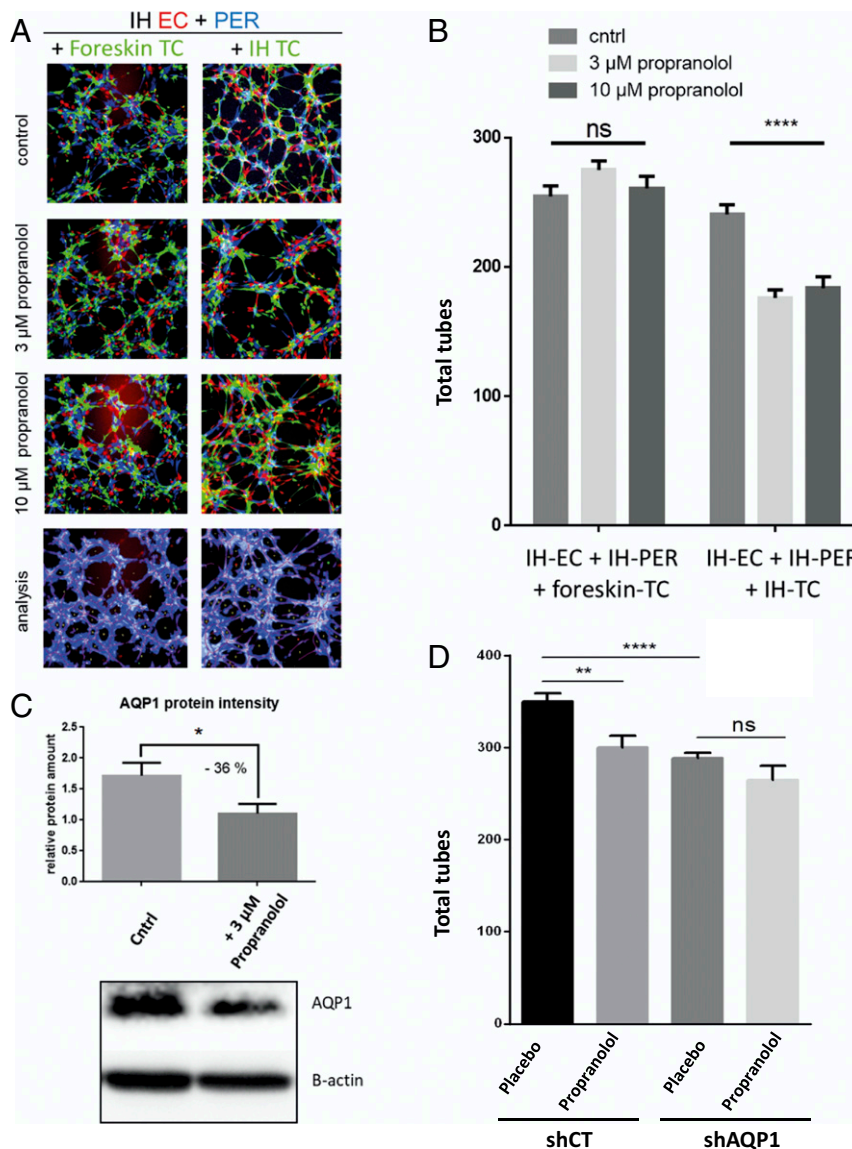 A
IH EC + PER
+ Foreskin TC
+ IH TC
control
3 µM propranolol
10 µM propranolol
analysis
B
cntrl
3 µM propranolol
10 µM propranolol
Total tubes
300
200
100
0
ns
****
IH-EC + IH-PER
+ foreskin-TC
IH-EC + IH-PER
+ IH-TC
C
AQP1 protein intensity
relative protein amount
2.5
2.0
1.5
1.0
0.5
0.0
*
- 36 %
Cntrl
+ 3 µM
Propranolol
AQP1
B-actin
D
Total tubes
400
300
200
100
0
****
**
ns
Placebo
Propranolol
Placebo
Propranolol
shCT
shAQP1